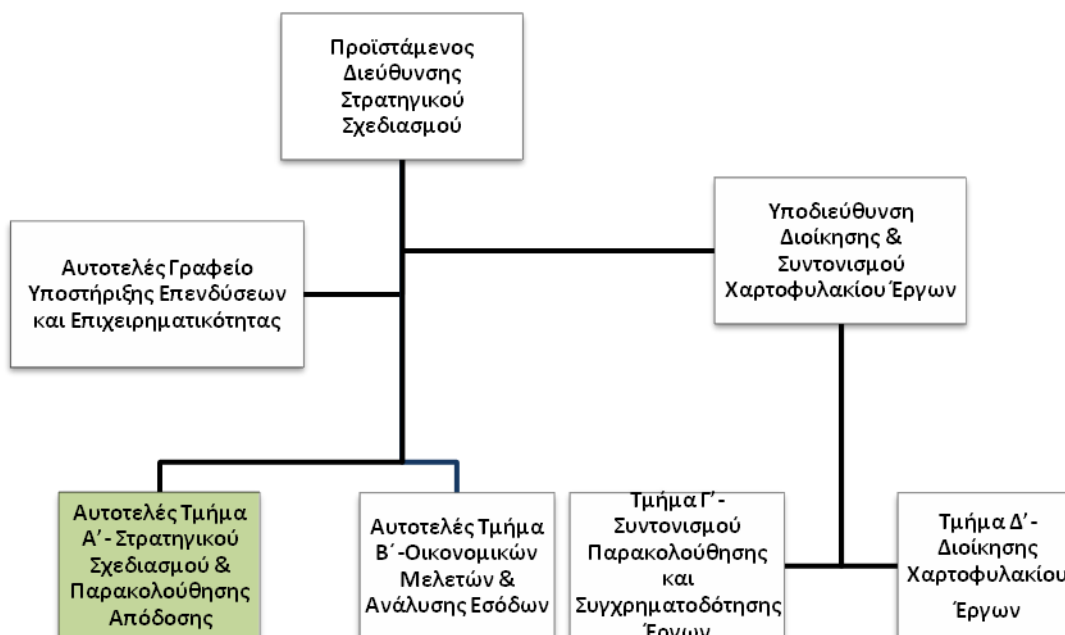 Προϊστάμενος
Διεύθυνσης
Στρατηγικού
Σχεδιασμού
Υποδιεύθυνση
Διοίκησης &
Συντονισμού
Χαρτοφυλακίου Έργων
Αυτοτελές Γραφείο
Υποστήριξης Επενδύσεων
και Επιχειρηματικότητας
Αυτοτελές Τμήμα
Α’- Στρατηγικού
Σχεδιασμού &
Παρακολούθησης
Απόδοσης
Αυτοτελές Τμήμα
Β΄-Οικονομικών
Μελετών &
Ανάλυσης Εσόδων
Τμήμα Γ’-
Συντονισμού
Παρακολούθησης
και
Συγχρηματοδότησης
Έργων
Τμήμα Δ’-
Διοίκησης
Χαρτοφυλακίου
Έργων